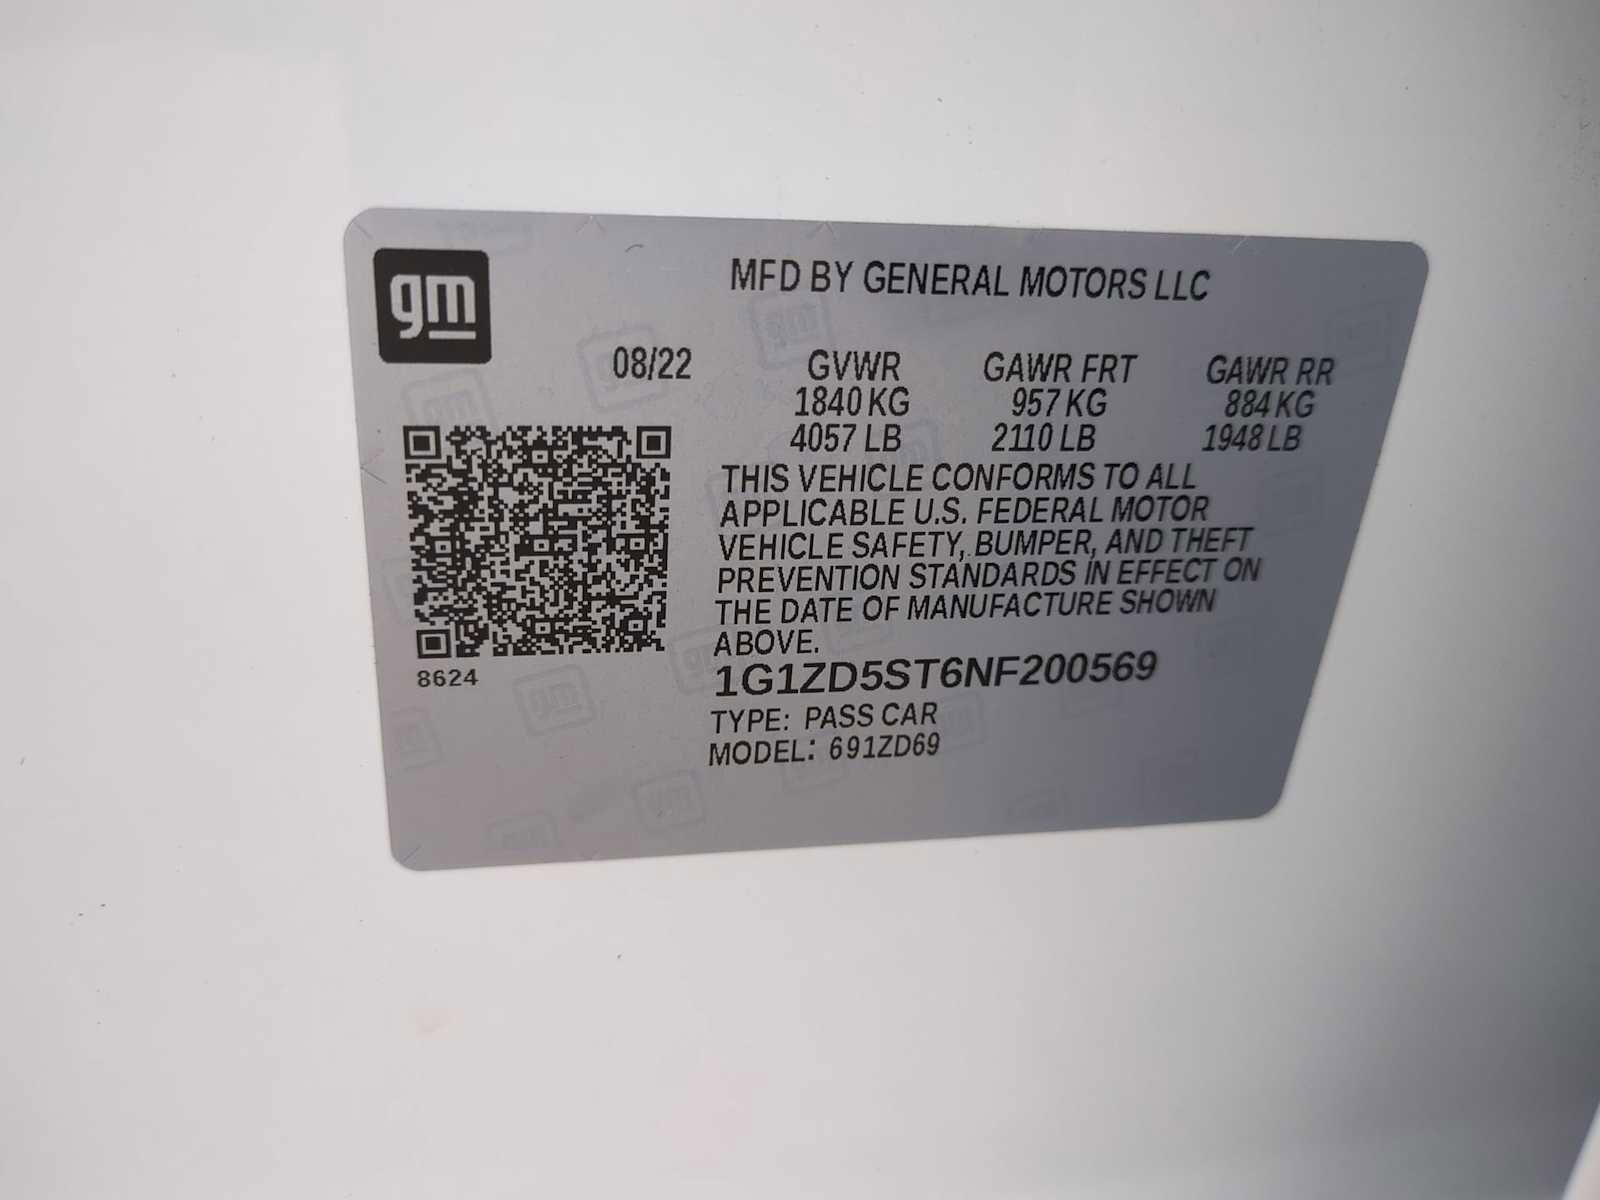 gm
MFD BY GENERAL MOTORS LLC
08/22 GVWR GAWR FRT GAWR RR
1840 KG 957 KG 884 KG
4057 LB 2110 LB 1948 LB
THIS VEHICLE CONFORMS TO ALL
APPLICABLE U.S. FEDERAL MOTOR
VEHICLE SAFETY, BUMPER, AND THEFT
PREVENTION STANDARDS IN EFFECT ON
THE DATE OF MANUFACTURE SHOWN
ABOVE.
8624
1G1ZD5ST6NF200569
TYPE: PASS CAR
MODEL: 691ZD69